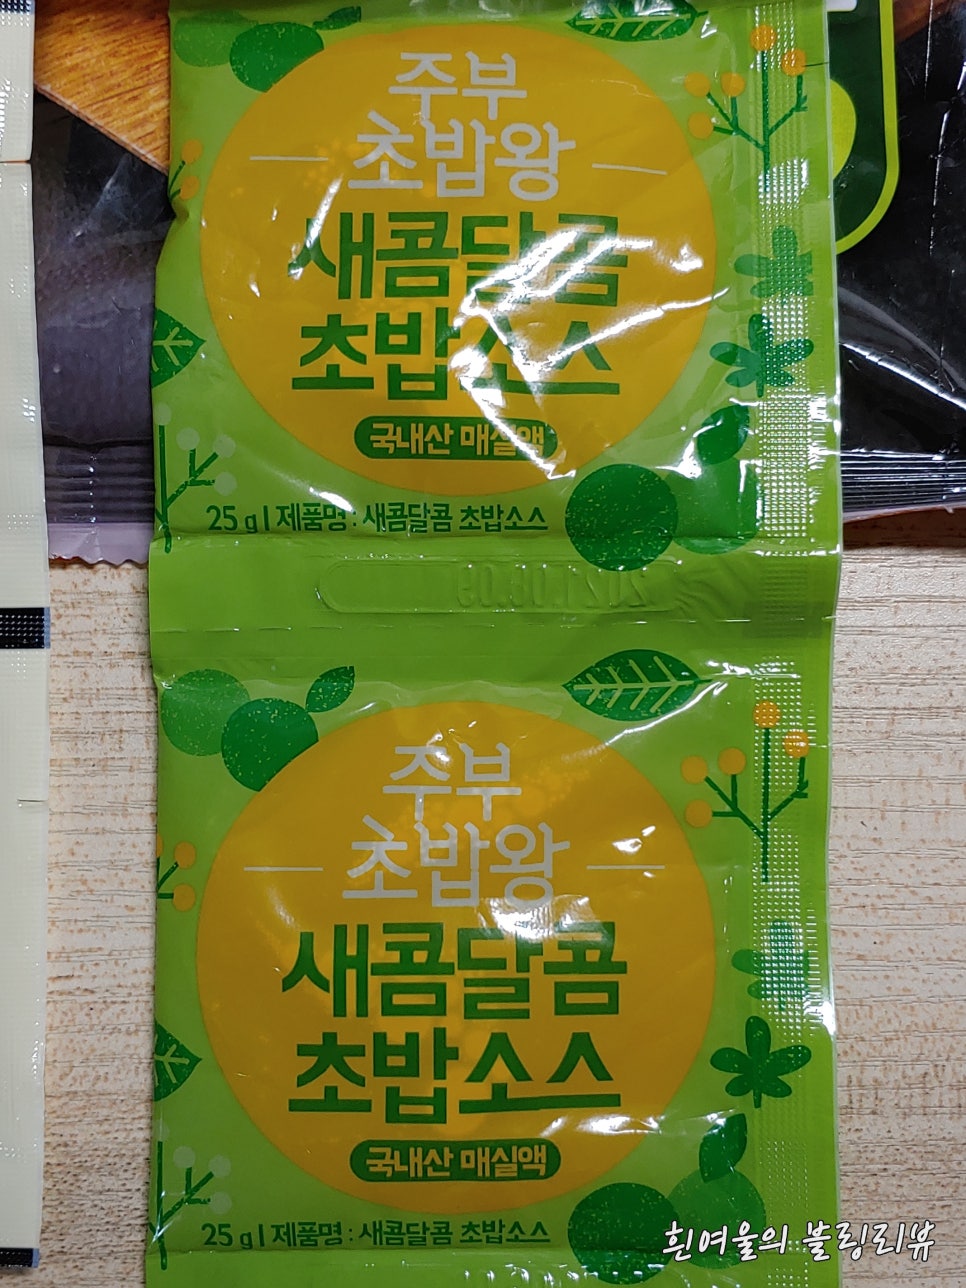 주부
초밥왕
새콤달콤
초밥소스
국내산 매실액
25 g | 제품명 : 새콤달콤 초밥소스
주부
초밥왕
새콤달콤
초밥소스
국내산 매실액
25 g | 제품명 : 새콤달콤 초밥소스
흰여울의 블링리뷰